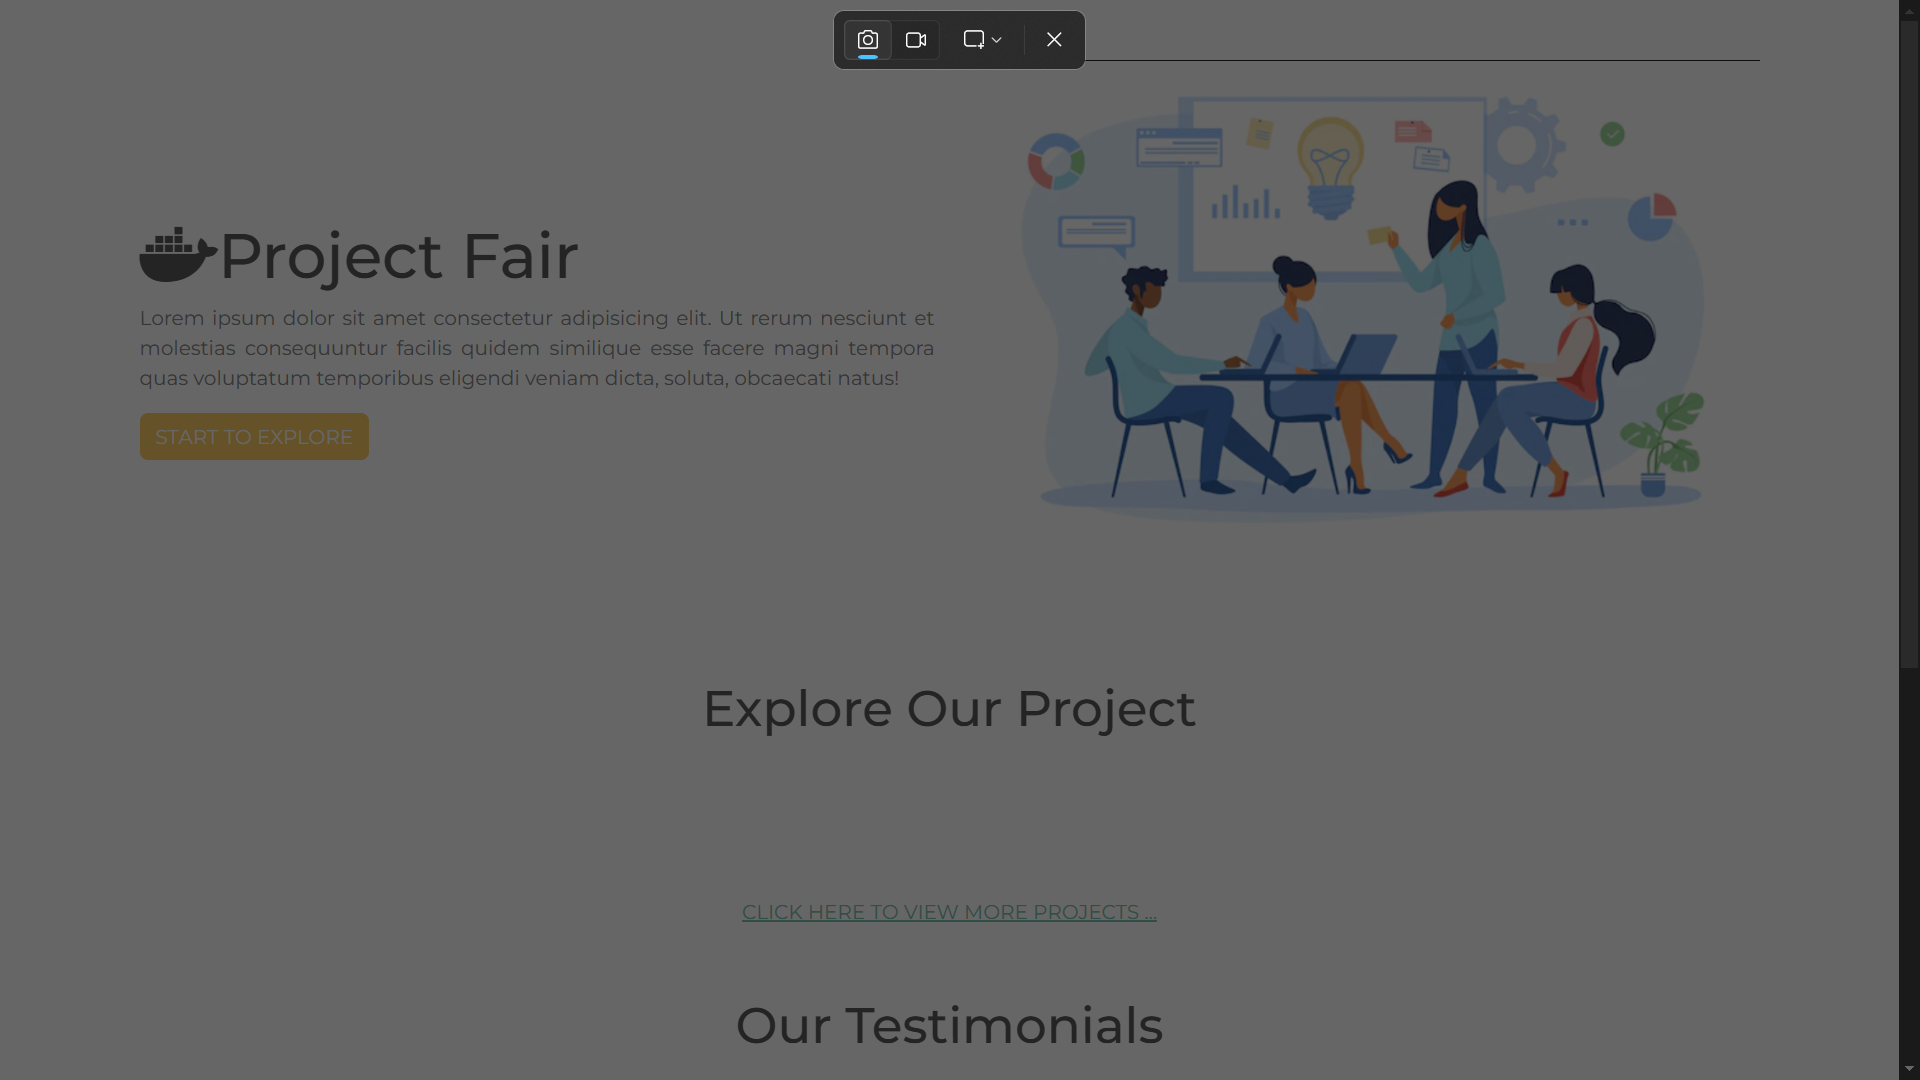 Project Fair
Lorem ipsum dolor sit amet consectetur adipisicing elit. Ut rerum nesciunt et
molestias consequuntur facilis quidem similique esse facere magni tempora
quas voluptatum temporibus eligendi veniam dicta, soluta, obcaecati natus!
START TO EXPLORE
Explore Our Project
CLICK HERE TO VIEW MORE PROJECTS ...
Our Testimonials